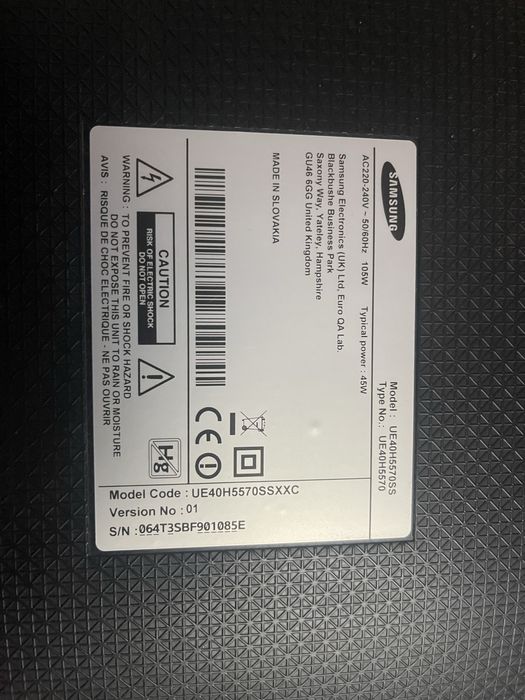 SAMSUNG
Model : UE40H5570SS
Type No.: UE40H5570
AC220-240V ~ 50/60Hz 105W Typical power : 45W
Samsung Electronics (UK) Ltd, Euro QA Lab.
Blackbushe Business Park
Saxony Way, Yateley, Hampshire
GU46 6GG United Kingdom
MADE IN SLOVAKIA
CE
CAUTION
RISK OF ELECTRIC SHOCK
DO NOT OPEN
Hg
WARNING : TO PREVENT FIRE OR SHOCK HAZARD
DO NOT EXPOSE THIS UNIT TO RAIN OR MOISTURE
AVIS : RISQUE DE CHOC ELECTRIQUE - NE PAS OUVRIR
Model Code : UE40H5570SSXXC
Version No : 01
S/N : 064T3SBF901085E